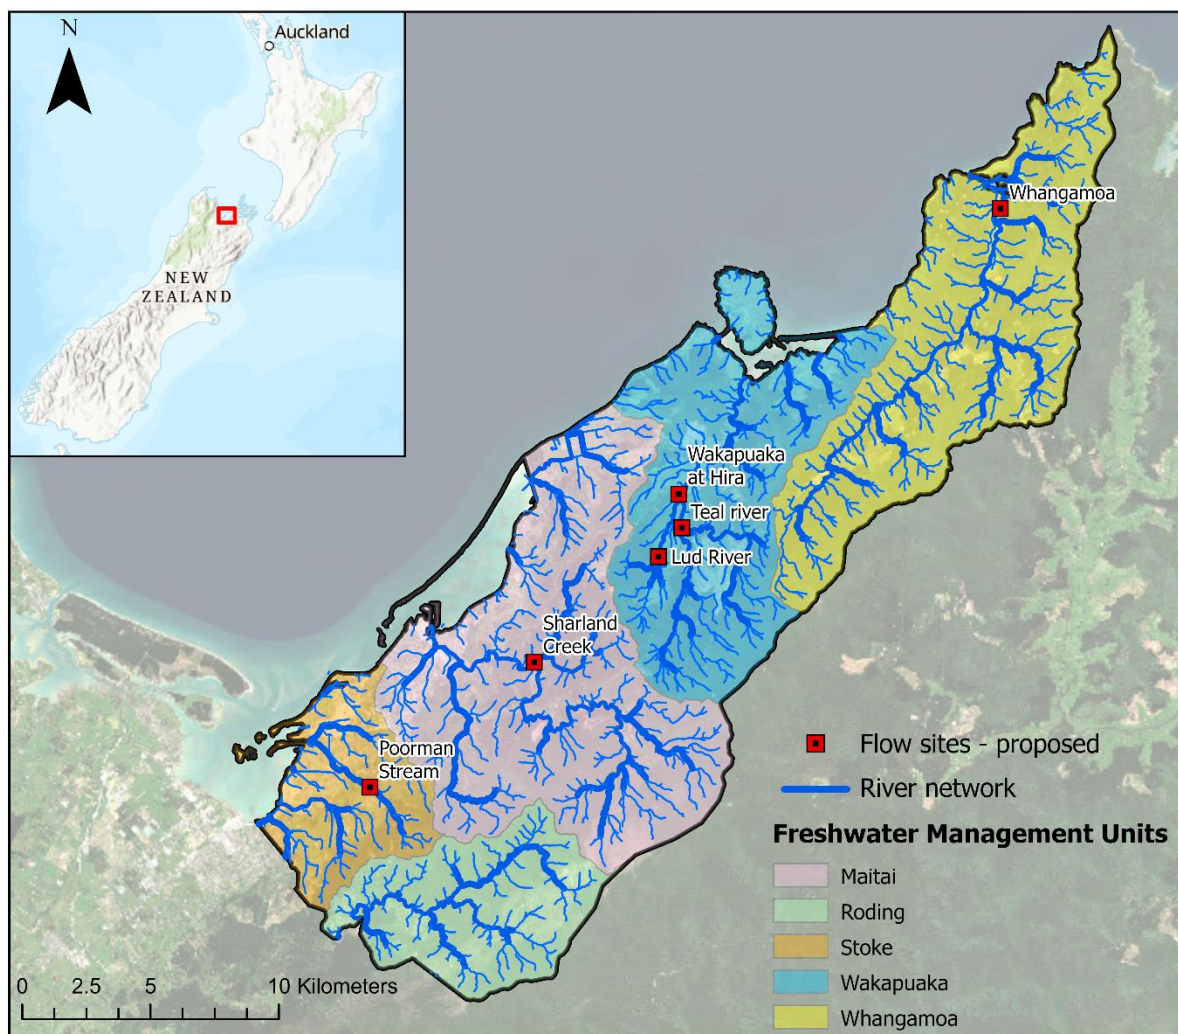 N
Auckland
NEW
ZEALAND
Whangamoa
Wakapuaka
at Hira
Teal river
Lud River
Sharland
Creek
Poorman
Stream
Flow sites - proposed
River network
Freshwater Management Units
Maitai
Roding
Stoke
Wakapuaka
Whangamoa
0 2.5 5 10 Kilometers